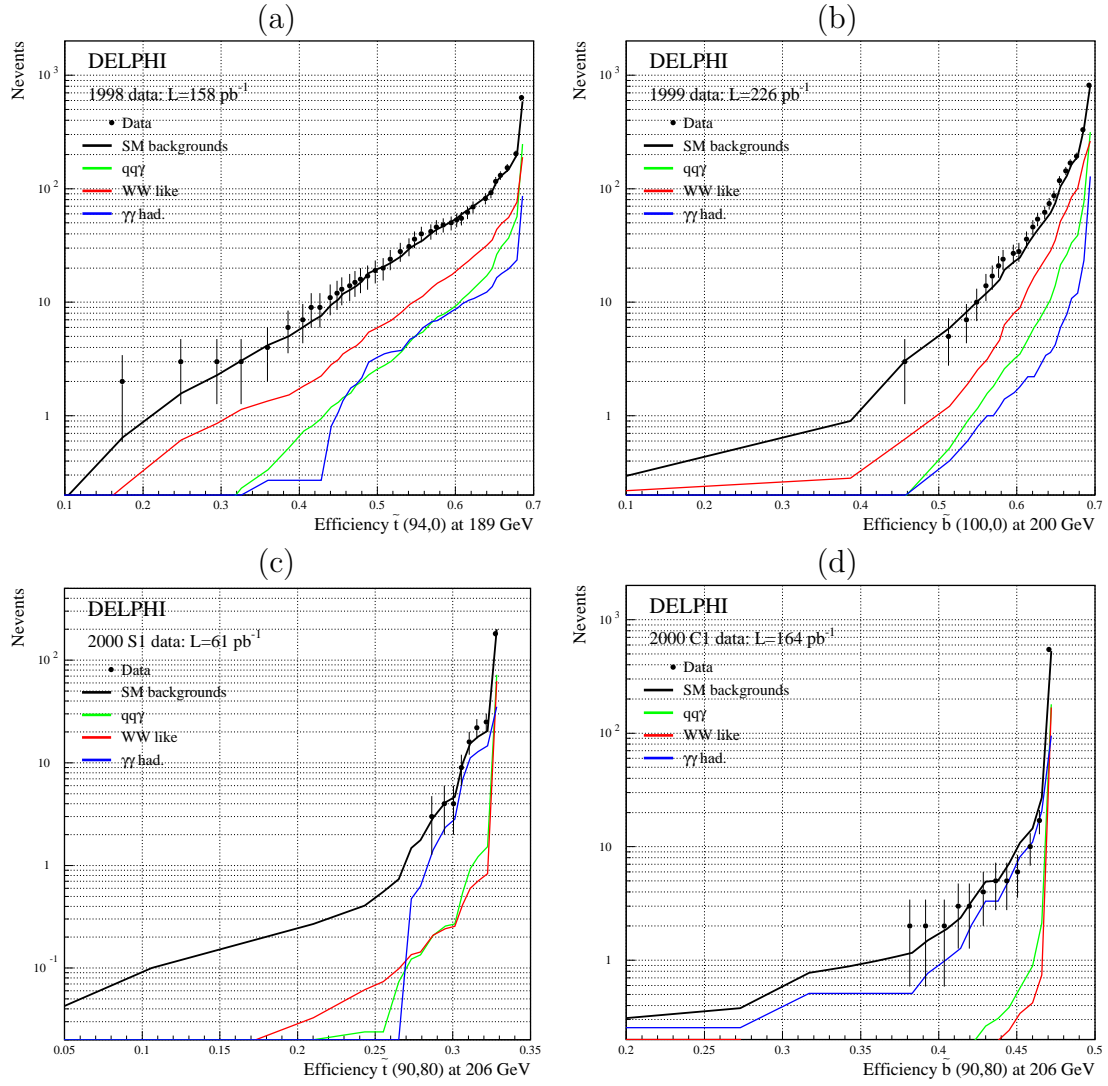 (a)
Nevents
10³
10²
10
1
DELPHI
1998 data: L=158 pb⁻¹
Data
SM backgrounds
qqγ
WW like
γγ had.
0.1 0.2 0.3 0.4 0.5 0.6 0.7
Efficiency t̃ (94,0) at 189 GeV
(b)
Nevents
10³
10²
10
1
DELPHI
1999 data: L=226 pb⁻¹
Data
SM backgrounds
qqγ
WW like
γγ had.
0.1 0.2 0.3 0.4 0.5 0.6 0.7
Efficiency b̃ (100,0) at 200 GeV
(c)
Nevents
10²
10
1
10⁻¹
DELPHI
2000 S1 data: L=61 pb⁻¹
Data
SM backgrounds
qqγ
WW like
γγ had.
0.05 0.1 0.15 0.2 0.25 0.3 0.35
Efficiency t̃ (90,80) at 206 GeV
(d)
Nevents
10³
10²
10
1
DELPHI
2000 C1 data: L=164 pb⁻¹
Data
SM backgrounds
qqγ
WW like
γγ had.
0.2 0.25 0.3 0.35 0.4 0.45 0.5
Efficiency b̃ (90,80) at 206 GeV